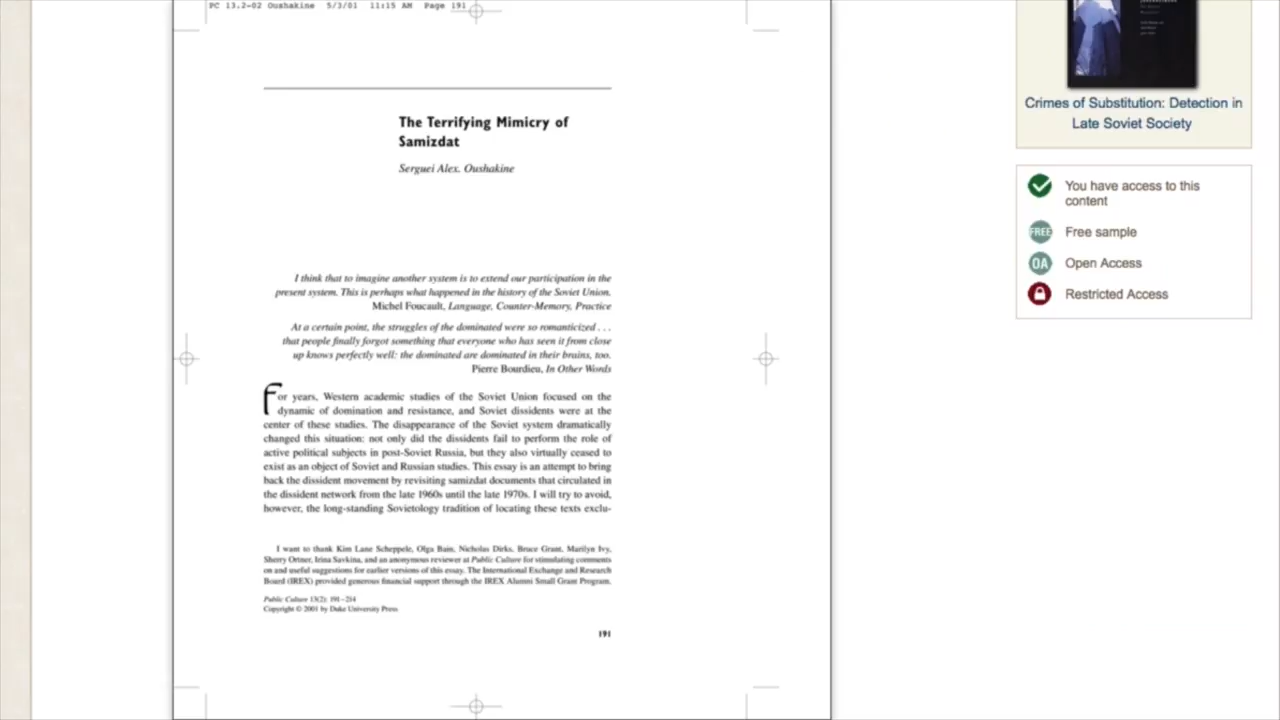 PC 13.2-02 Oushakine 5/3/01 11:15 AM Page 191
The Terrifying Mimicry of
Samizdat
Serguei Alex. Oushakine
I think that to imagine another system is to extend our participation in the
present system. This is perhaps what happened in the history of the Soviet Union.
Michel Foucault, Language, Counter-Memory, Practice
At a certain point, the struggles of the dominated were so romanticized . . .
that people finally forgot something that everyone who has seen it from close
up knows perfectly well: the dominated are dominated in their brains, too.
Pierre Bourdieu, In Other Words
For years, Western academic studies of the Soviet Union focused on the
dynamic of domination and resistance, and Soviet dissidents were at the
center of these studies. The disappearance of the Soviet system dramatically
changed this situation: not only did the dissidents fail to perform the role of
active political subjects in post-Soviet Russia, but they also virtually ceased to
exist as an object of Soviet and Russian studies. This essay is an attempt to bring
back the dissident movement by revisiting samizdat documents that circulated in
the dissident network from the late 1960s until the late 1970s. I will try to avoid,
however, the long-standing Sovietology tradition of locating these texts exclu-
I want to thank Kim Lane Scheppele, Olga Bain, Nicholas Dirks, Bruce Grant, Marilyn Ivy,
Sherry Ortner, Irina Savkina, and an anonymous reviewer at Public Culture for stimulating comments
on and useful suggestions for earlier versions of this essay. The International Exchange and Research
Board (IREX) provided generous financial support through the IREX Alumni Small Grant Program.
Public Culture 13(2): 191–214
Copyright © 2001 by Duke University Press
191
Crimes of Substitution: Detection in
Late Soviet Society
You have access to this
content
FREE Free sample
OA Open Access
Restricted Access